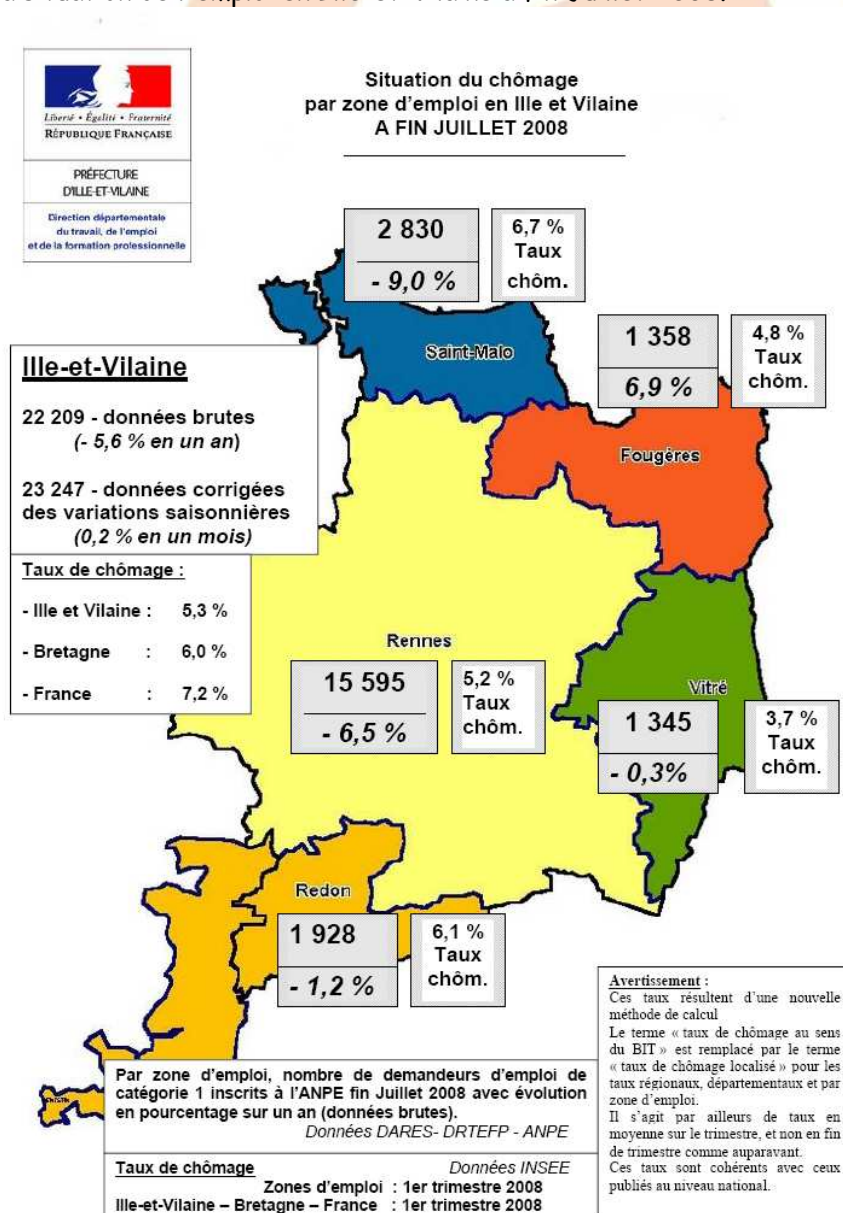 Liberté • Égalité • Fraternité
RÉPUBLIQUE FRANÇAISE
PRÉFECTURE
D'ILLE-ET-VILAINE
Direction départementale
du travail, de l'emploi
et de la formation professionnelle
Situation du chômage
par zone d'emploi en Ille et Vilaine
A FIN JUILLET 2008
2 830
- 9,0 %
6,7 %
Taux
chôm.
Saint-Malo
1 358
6,9 %
4,8 %
Taux
chôm.
Fougères
Ille-et-Vilaine
22 209 - données brutes
(- 5,6 % en un an)
23 247 - données corrigées
des variations saisonnières
(0,2 % en un mois)
Taux de chômage :
- Ille et Vilaine : 5,3 %
- Bretagne : 6,0 %
- France : 7,2 %
Rennes
15 595
- 6,5 %
5,2 %
Taux
chôm.
Vitré
1 345
- 0,3%
3,7 %
Taux
chôm.
Redon
1 928
- 1,2 %
6,1 %
Taux
chôm.
Avertissement :
Ces taux résultent d'une nouvelle
méthode de calcul
Le terme « taux de chômage au sens
du BIT » est remplacé par le terme
« taux de chômage localisé » pour les
taux régionaux, départementaux et par
zone d'emploi.
Il s'agit par ailleurs de taux en
moyenne sur le trimestre, et non en fin
de trimestre comme auparavant.
Ces taux sont cohérents avec ceux
publiés au niveau national.
Par zone d'emploi, nombre de demandeurs d'emploi de
catégorie 1 inscrits à l'ANPE fin Juillet 2008 avec évolution
en pourcentage sur un an (données brutes).
Données DARES- DRTEFP - ANPE
Taux de chômage Données INSEE
Zones d'emploi : 1er trimestre 2008
Ille-et-Vilaine – Bretagne – France : 1er trimestre 2008